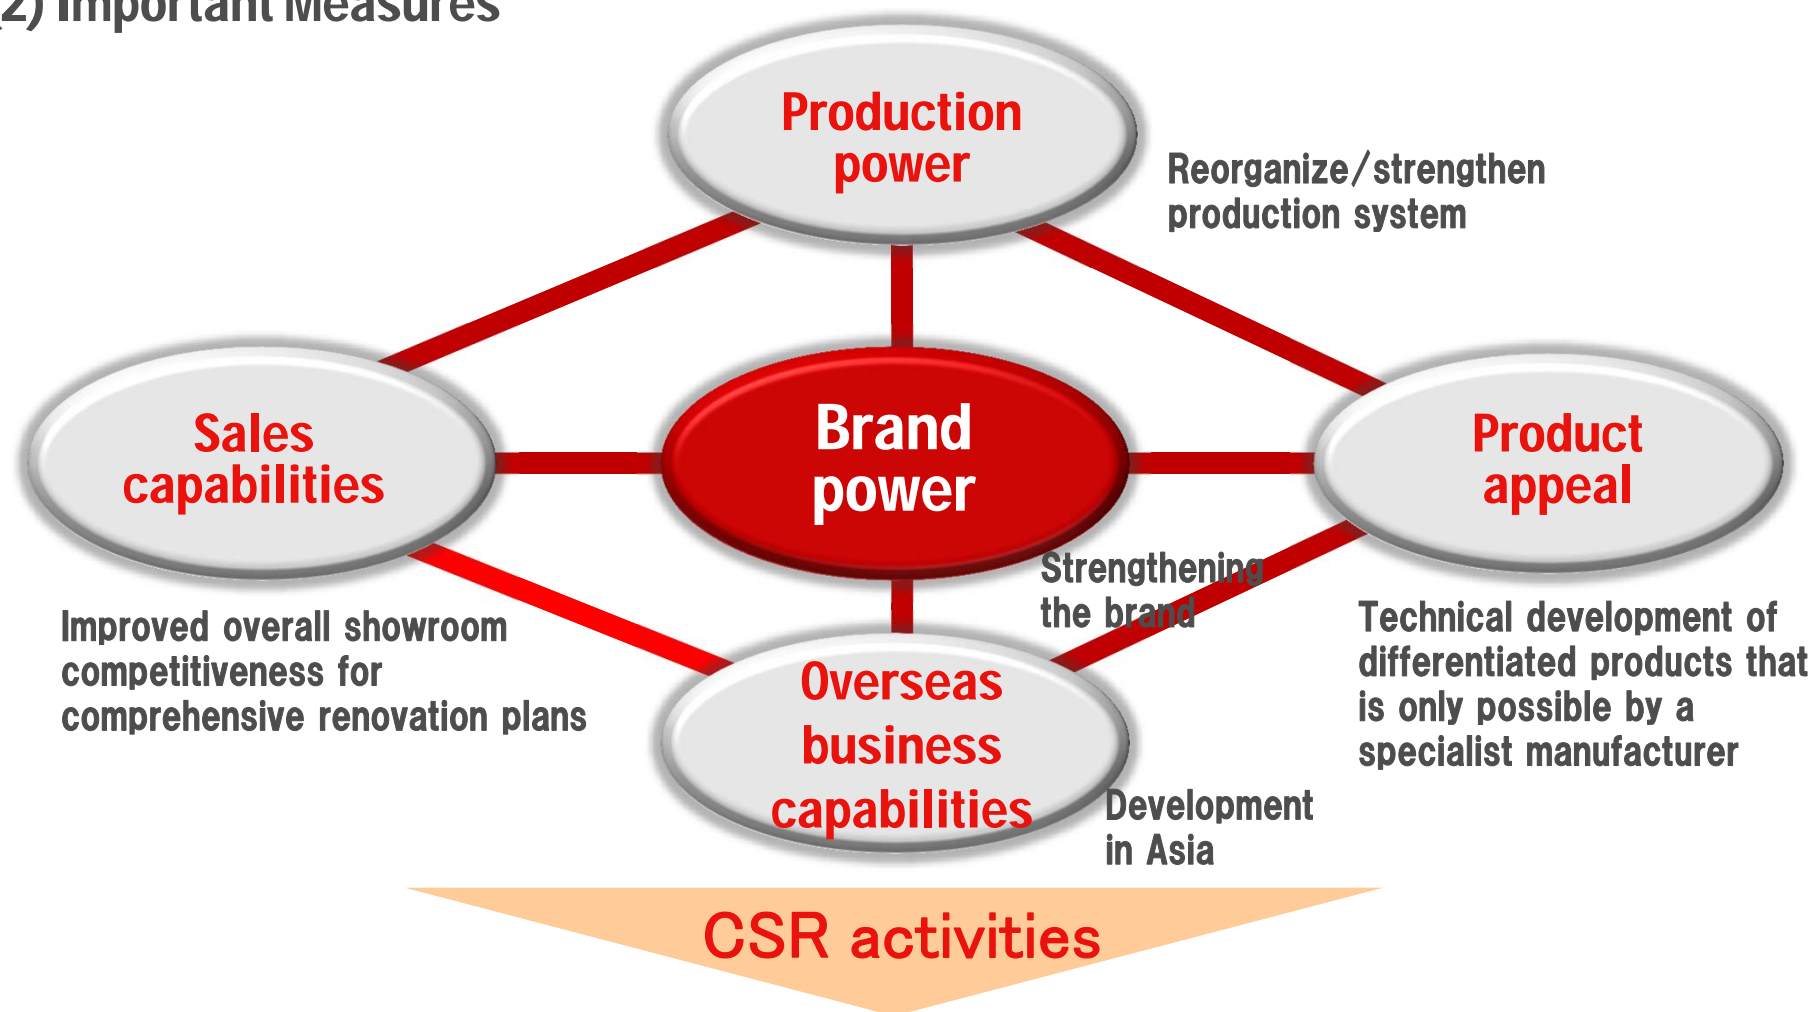 (2) Important Measures
Production
power
Reorganize/strengthen
production system
Sales
capabilities
Brand
power
Product
appeal
Strengthening
the brand
Improved overall showroom
competitiveness for
comprehensive renovation plans
Technical development of
differentiated products that
is only possible by a
specialist manufacturer
Overseas
business
capabilities
Development
in Asia
CSR activities